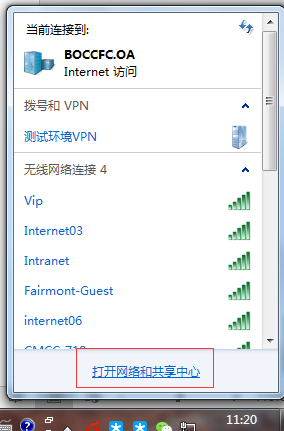 当前连接到:
BOCCFC.OA
Internet 访问
拨号和 VPN
测试环境VPN
无线网络连接 4
Vip
Internet03
Intranet
Fairmont-Guest
internet06
打开网络和共享中心
11:20